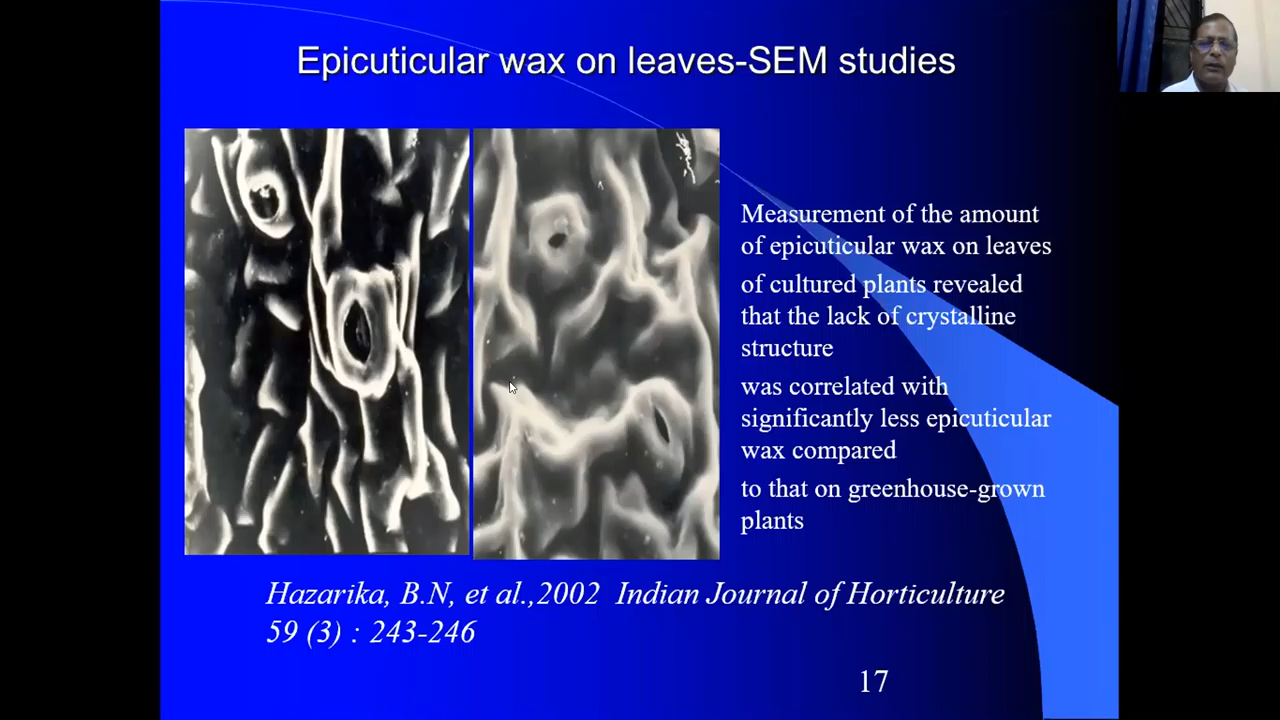 Epicuticular wax on leaves-SEM studies
Measurement of the amount
of epicuticular wax on leaves
of cultured plants revealed
that the lack of crystalline
structure
was correlated with
significantly less epicuticular
wax compared
to that on greenhouse-grown
plants
Hazarika, B.N, et al.,2002 Indian Journal of Horticulture
59 (3) : 243-246
17